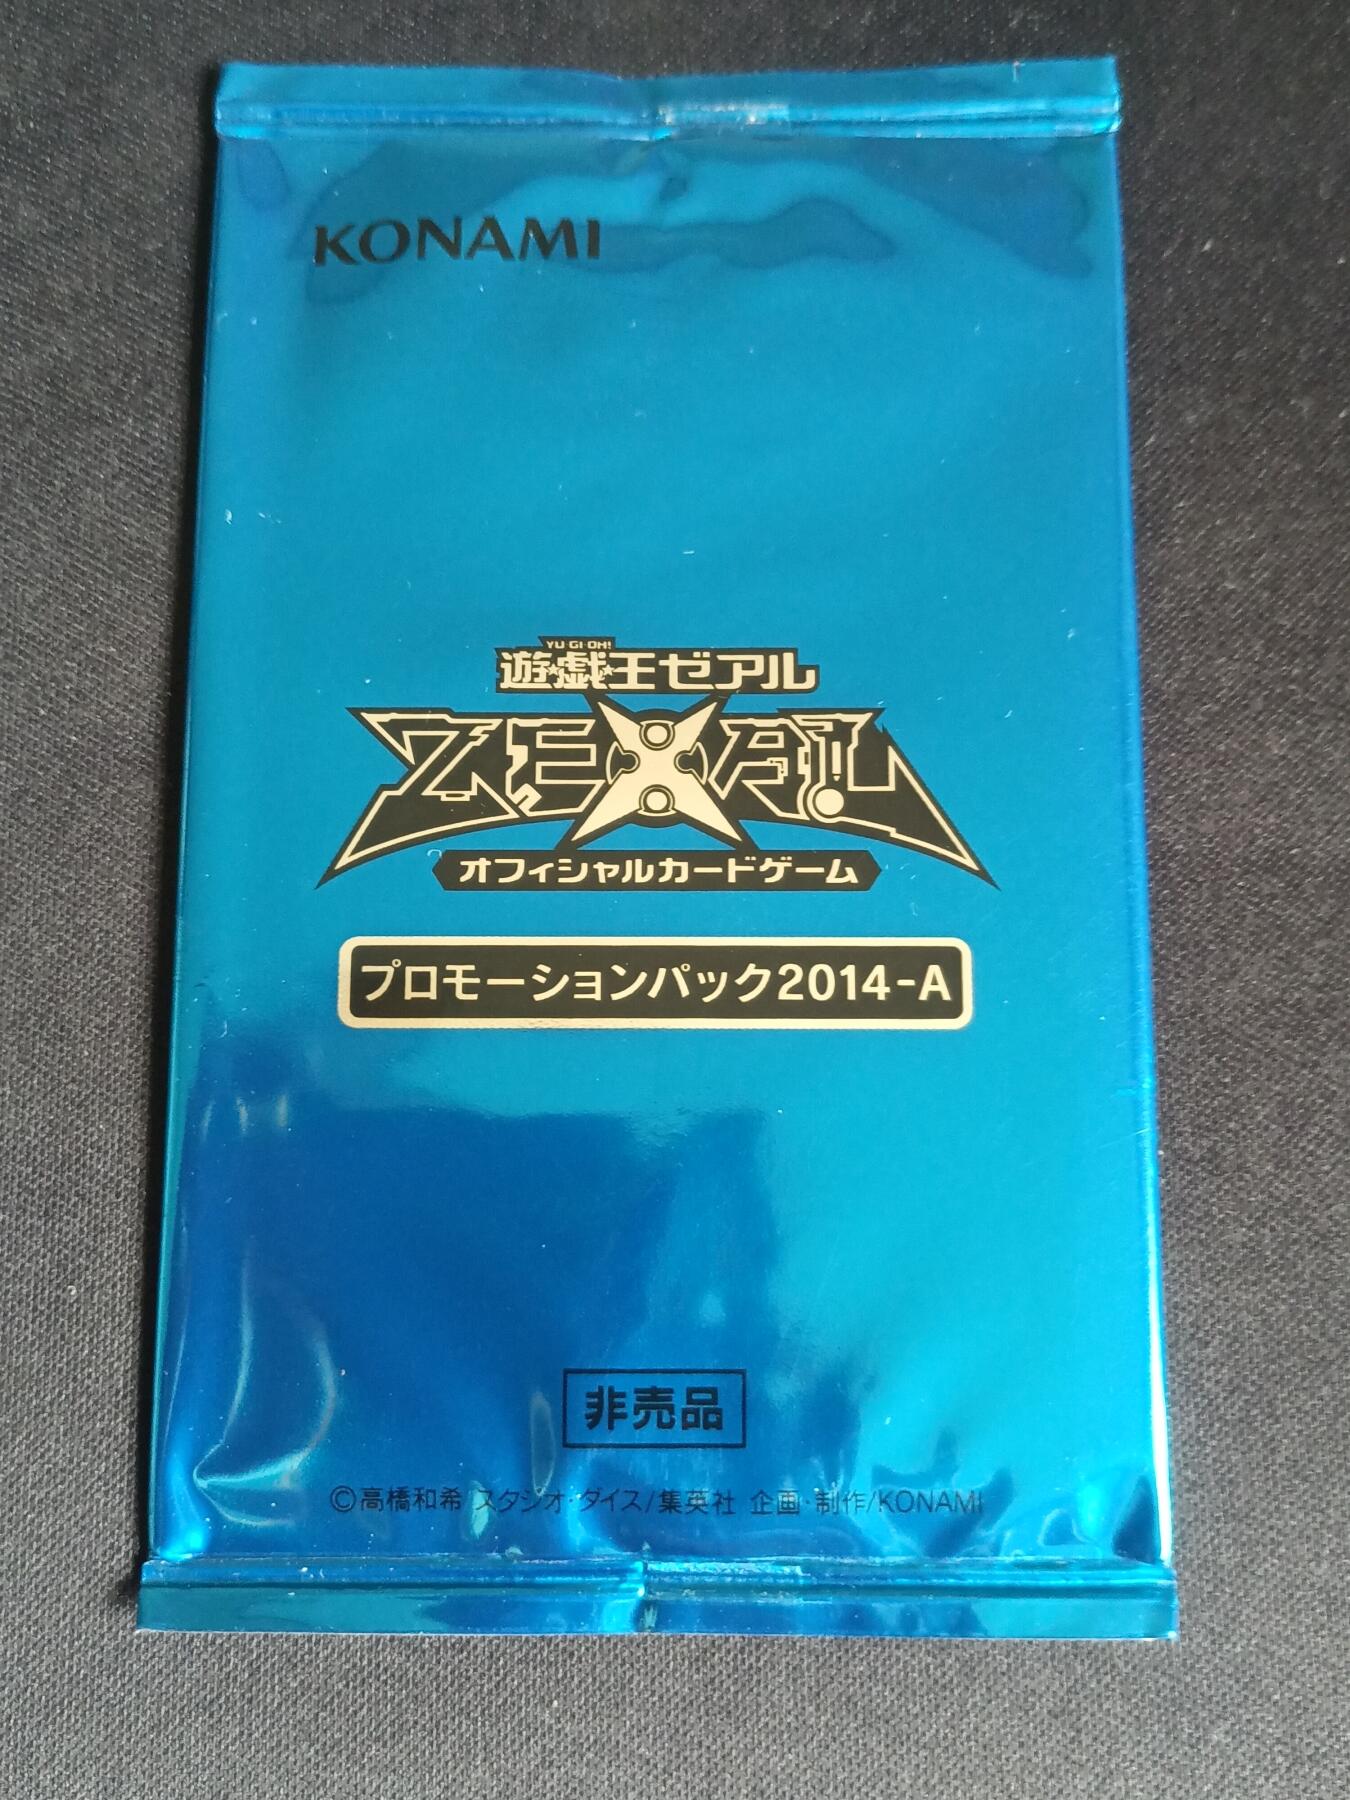 KONAMI
YU-GI-OH!
遊☆戯☆王ゼアル
ZEXAL
オフィシャルカードゲーム
プロモーションパック2014-A
非売品
©高橋和希 スタジオ・ダイス/集英社 企画・制作/KONAMI